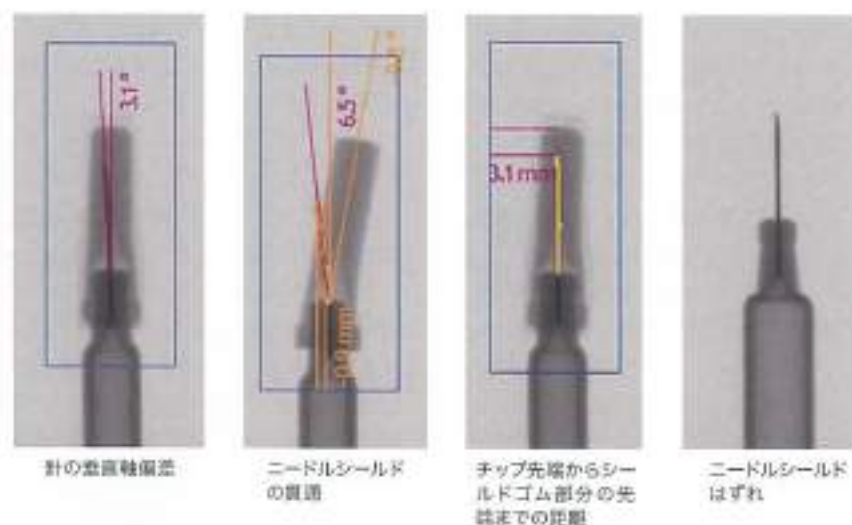 3.1°
6.5°
3.1mm
0.9mm
針の垂直軸偏差
ニードルシールド
の貫通
チップ先端からシー
ルドゴム部分の先
端までの距離
ニードルシールド
はずれ